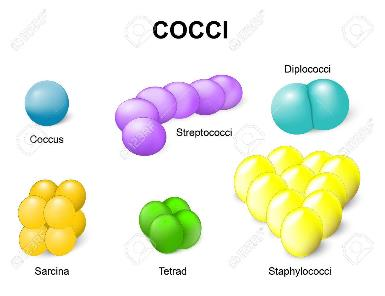 COCCI
Diplococci
Coccus
Streptococci
Sarcina
Tetrad
Staphylococci